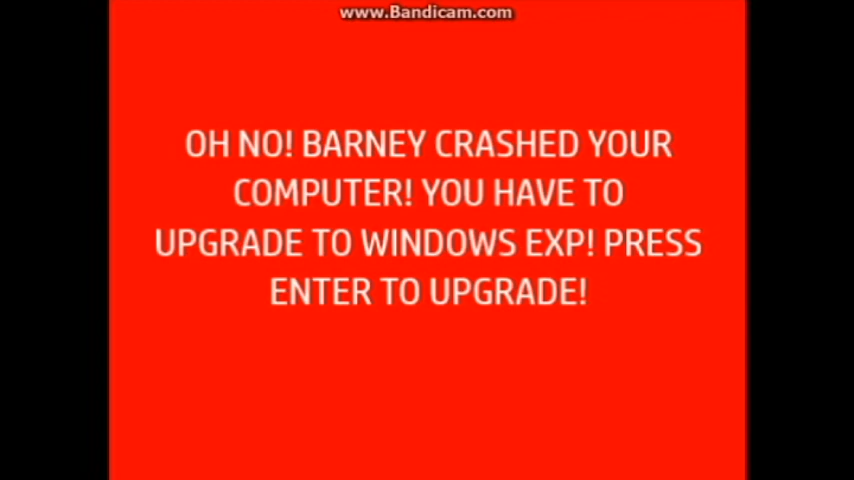 www.Bandicam.com
OH NO! BARNEY CRASHED YOUR
COMPUTER! YOU HAVE TO
UPGRADE TO WINDOWS EXP! PRESS
ENTER TO UPGRADE!